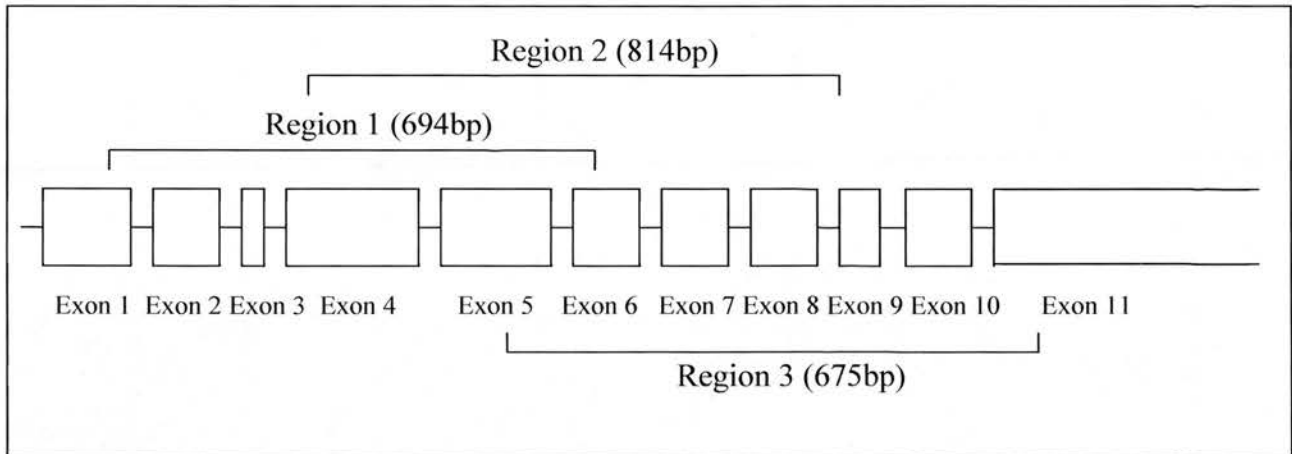 Region 2 (814bp)
Region 1 (694bp)
Exon 1 Exon 2 Exon 3 Exon 4 Exon 5 Exon 6 Exon 7 Exon 8 Exon 9 Exon 10 Exon 11
Region 3 (675bp)